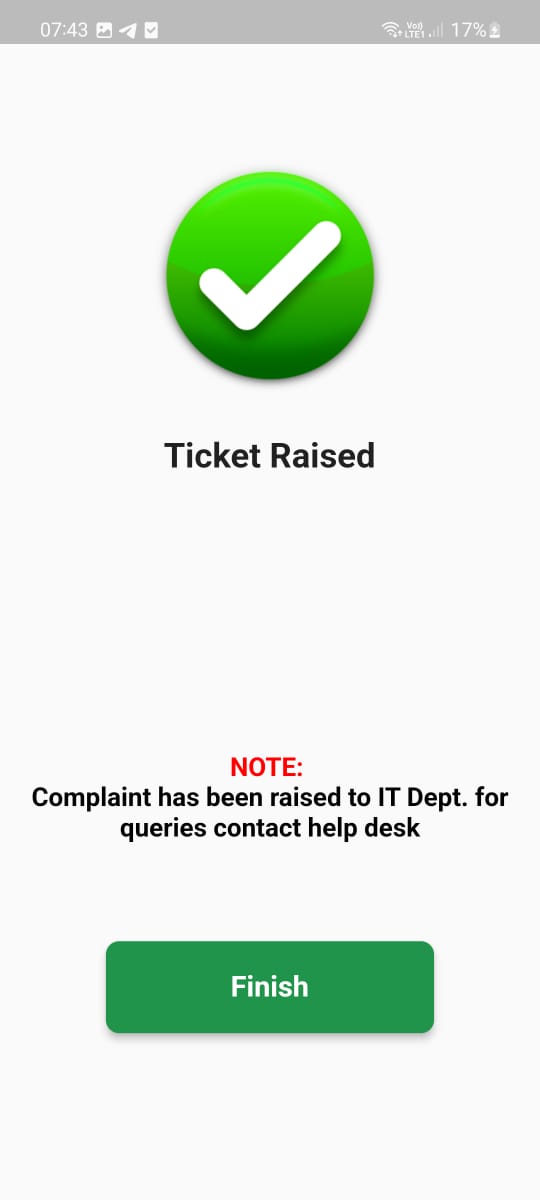 07:43 Vo)) LTE1 17%
Ticket Raised
NOTE:
Complaint has been raised to IT Dept. for
queries contact help desk
Finish